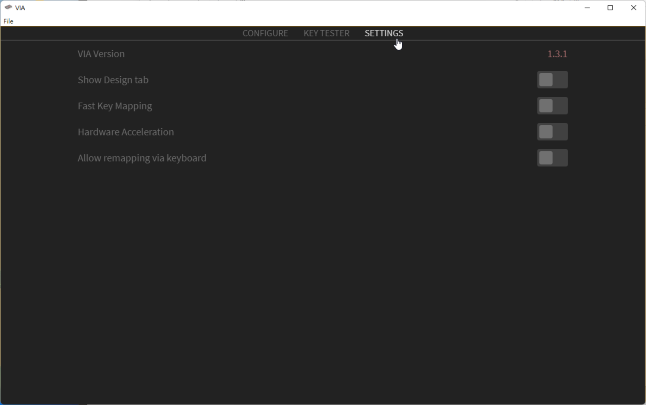 VIA
File
CONFIGURE KEY TESTER SETTINGS
VIA Version 1.3.1
Show Design tab
Fast Key Mapping
Hardware Acceleration
Allow remapping via keyboard